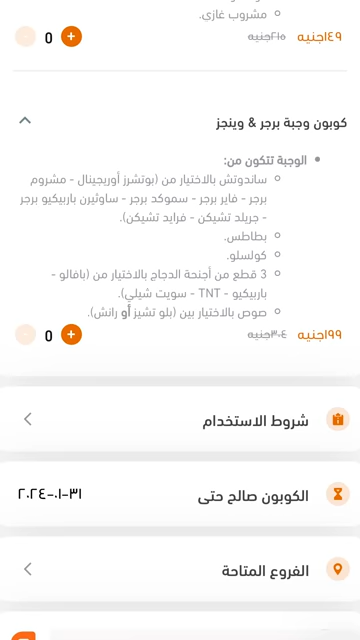 مشروب غازي.
١٤٩جنيه ٢١٥جنيه
0
كوبون وجبة برجر & وينجز
الوجبة تتكون من:
ساندوتش بالاختيار من (بوتشرز أوريجينال - مشروم
برجر - فاير برجر - سموكد برجر - ساوثيرن باربيكيو برجر
- جريلد تشيكن - فرايد تشيكن).
بطاطس.
كولسلو.
3 قطع من أجنحة الدجاج بالاختيار من (بافالو -
باربيكيو - TNT - سويت شيلي).
صوص بالاختيار بين (بلو تشيز أو رانش).
١٩٩جنيه ٣٠٤جنيه
0
شروط الاستخدام
الكوبون صالح حتى
٢٠٢٤-٠١-٣١
الفروع المتاحة